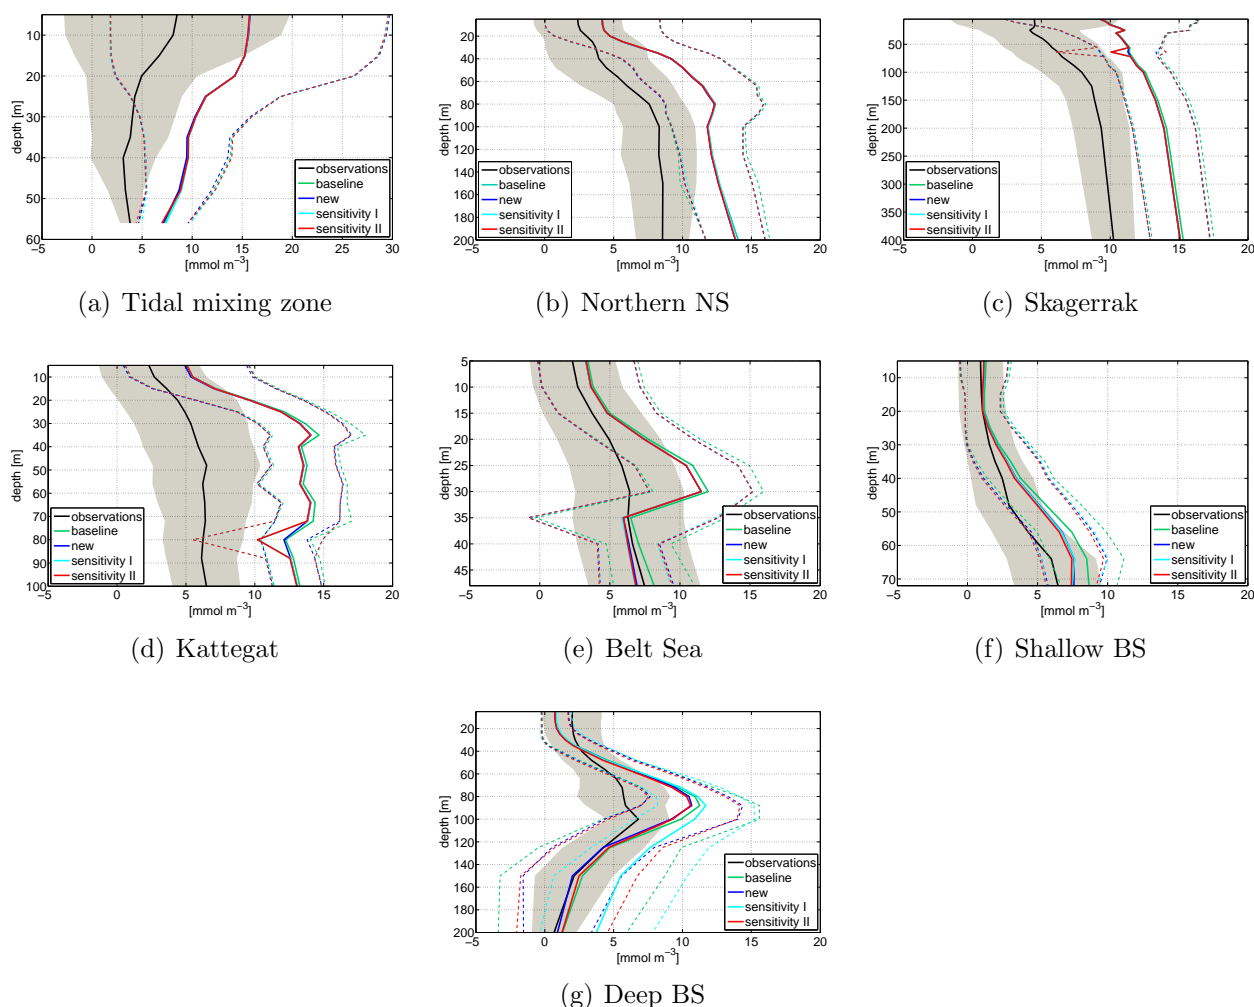 10
20
30
40
50
60
depth [m]
observations
baseline
new
sensitivity I
sensitivity II
0 5 10 15 20 25 30
[mmol m⁻³]
(a) Tidal mixing zone
20
40
60
80
100
120
140
160
180
200
depth [m]
observations
baseline
new
sensitivity I
sensitivity II
−5 0 5 10 15 20
[mmol m⁻³]
(b) Northern NS
50
100
150
200
250
300
350
400
depth [m]
observations
baseline
new
sensitivity I
sensitivity II
−5 0 5 10 15 20
[mmol m⁻³]
(c) Skagerrak
10
20
30
40
50
60
70
80
90
100
depth [m]
observations
baseline
new
sensitivity I
sensitivity II
−5 0 5 10 15 20
[mmol m⁻³]
(d) Kattegat
5
10
15
20
25
30
35
40
45
depth [m]
observations
baseline
new
sensitivity I
sensitivity II
−5 0 5 10 15 20
[mmol m⁻³]
(e) Belt Sea
10
20
30
40
50
60
70
depth [m]
observations
baseline
new
sensitivity I
sensitivity II
−5 0 5 10 15 20
[mmol m⁻³]
(f) Shallow BS
20
40
60
80
100
120
140
160
180
200
depth [m]
observations
baseline
new
sensitivity I
sensitivity II
−5 0 5 10 15 20
[mmol m⁻³]
(g) Deep BS